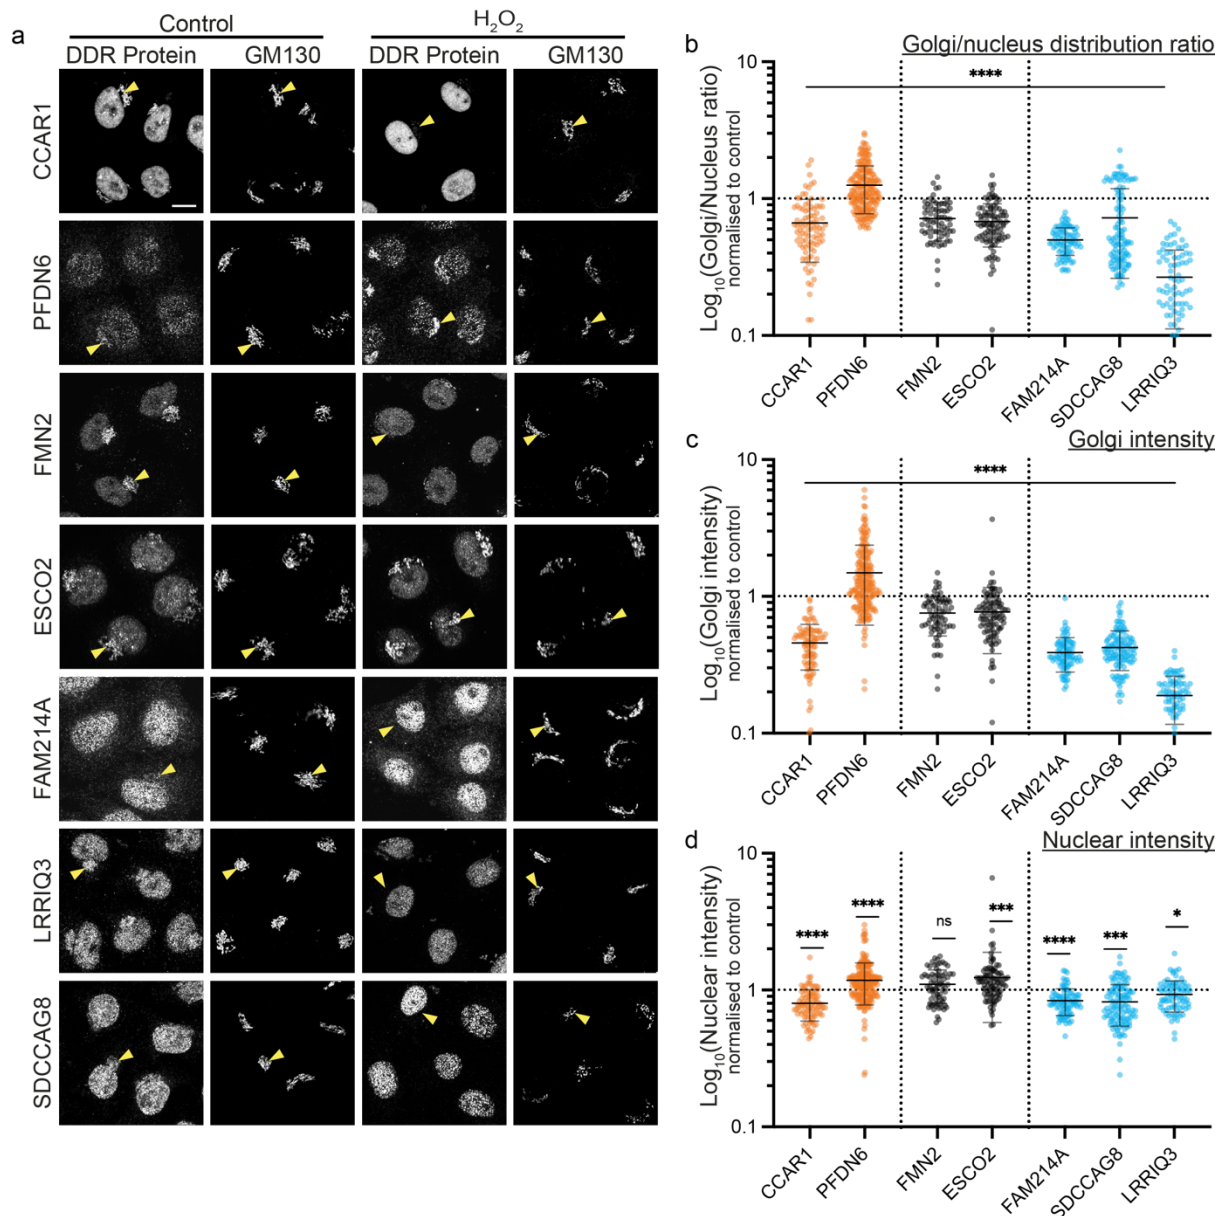 a
Control
H2O2
DDR Protein
GM130
DDR Protein
GM130
CCAR1
PFDN6
FMN2
ESCO2
FAM214A
LRRIQ3
SDCCAG8
b
Golgi/nucleus distribution ratio
Log10(Golgi/Nucleus ratio)
normalised to control
10
1
0.1
****
CCAR1
PFDN6
FMN2
ESCO2
FAM214A
SDCCAG8
LRRIQ3
c
Golgi intensity
Log10(Golgi intensity)
normalised to control
10
1
0.1
****
CCAR1
PFDN6
FMN2
ESCO2
FAM214A
SDCCAG8
LRRIQ3
d
Nuclear intensity
Log10(Nuclear intensity)
normalised to control
10
1
0.1
****
****
ns
***
****
***
*
CCAR1
PFDN6
FMN2
ESCO2
FAM214A
SDCCAG8
LRRIQ3